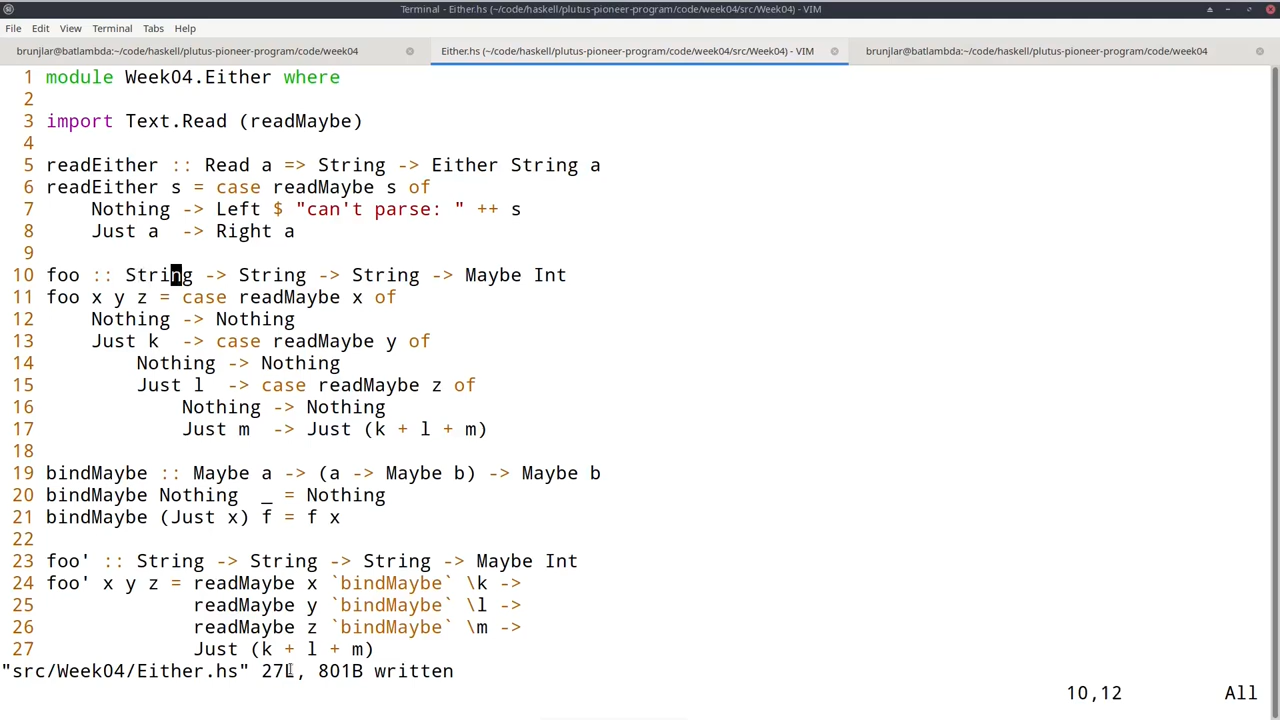 Terminal - Either.hs (~/code/haskell/plutus-pioneer-program/code/week04/src/Week04) - VIM
File Edit View Terminal Tabs Help
brunjlar@batlambda:~/code/haskell/plutus-pioneer-program/code/week04 Either.hs (~/code/haskell/plutus-pioneer-program/code/week04/src/Week04) - VIM brunjlar@batlambda:~/code/haskell/plutus-pioneer-program/code/week04
1 module Week04.Either where
2
3 import Text.Read (readMaybe)
4
5 readEither :: Read a => String -> Either String a
6 readEither s = case readMaybe s of
7     Nothing -> Left $ "can't parse: " ++ s
8     Just a  -> Right a
9
10 foo :: String -> String -> String -> Maybe Int
11 foo x y z = case readMaybe x of
12     Nothing -> Nothing
13     Just k  -> case readMaybe y of
14         Nothing -> Nothing
15         Just l  -> case readMaybe z of
16             Nothing -> Nothing
17             Just m  -> Just (k + l + m)
18
19 bindMaybe :: Maybe a -> (a -> Maybe b) -> Maybe b
20 bindMaybe Nothing  _ = Nothing
21 bindMaybe (Just x) f = f x
22
23 foo' :: String -> String -> String -> Maybe Int
24 foo' x y z = readMaybe x `bindMaybe` \k ->
25              readMaybe y `bindMaybe` \l ->
26              readMaybe z `bindMaybe` \m ->
27              Just (k + l + m)
"src/Week04/Either.hs" 27L, 801B written
10,12 All